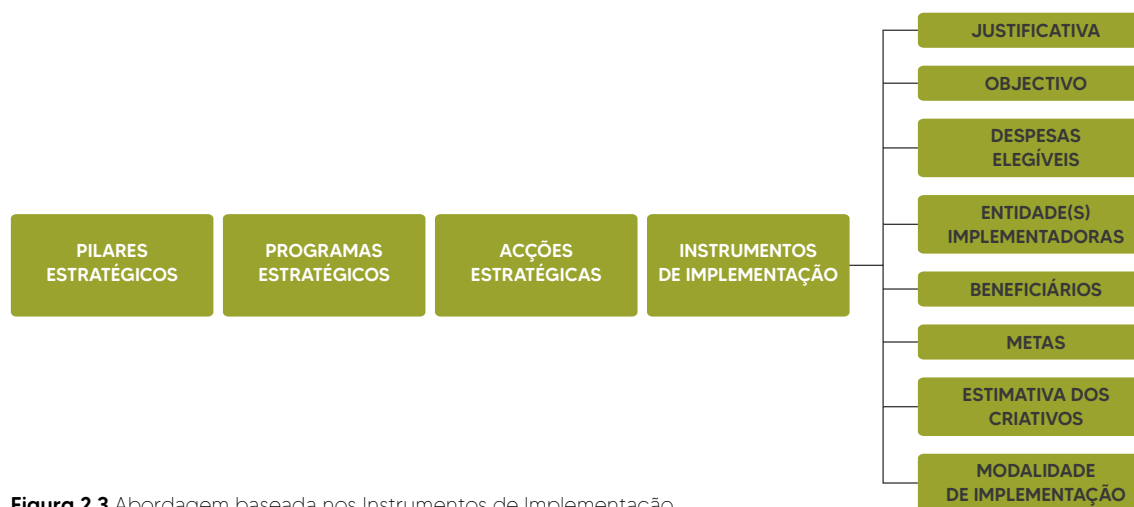 PILARES
ESTRATÉGICOS
PROGRAMAS
ESTRATÉGICOS
ACÇÕES
ESTRATÉGICAS
INSTRUMENTOS
DE IMPLEMENTAÇÃO
JUSTIFICATIVA
OBJECTIVO
DESPESAS
ELEGÍVEIS
ENTIDADE(S)
IMPLEMENTADORAS
BENEFICIÁRIOS
METAS
ESTIMATIVA DOS
CRIATIVOS
MODALIDADE
DE IMPLEMENTAÇÃO
Figura 2.3 Abordagem baseada nos Instrumentos de Implementação